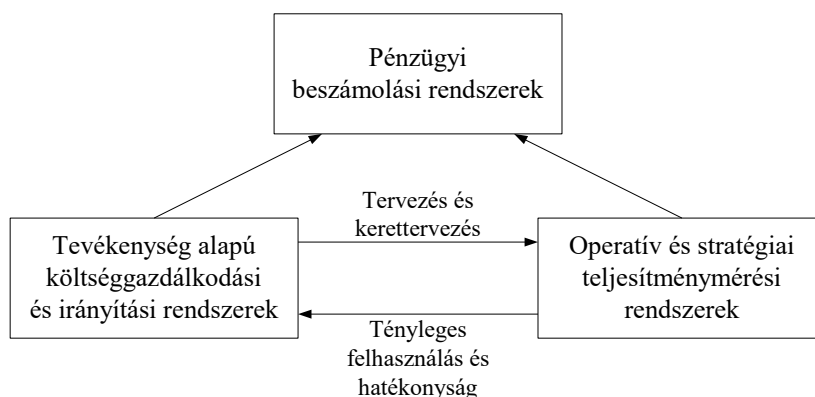 Pénzügyi
beszámolási rendszerek
Tervezés és
kerettervezés
Tevékenység alapú
költséggazdálkodási
és irányítási rendszerek
Operatív és stratégiai
teljesítménymérési
rendszerek
Tényleges
felhasználás és
hatékonyság